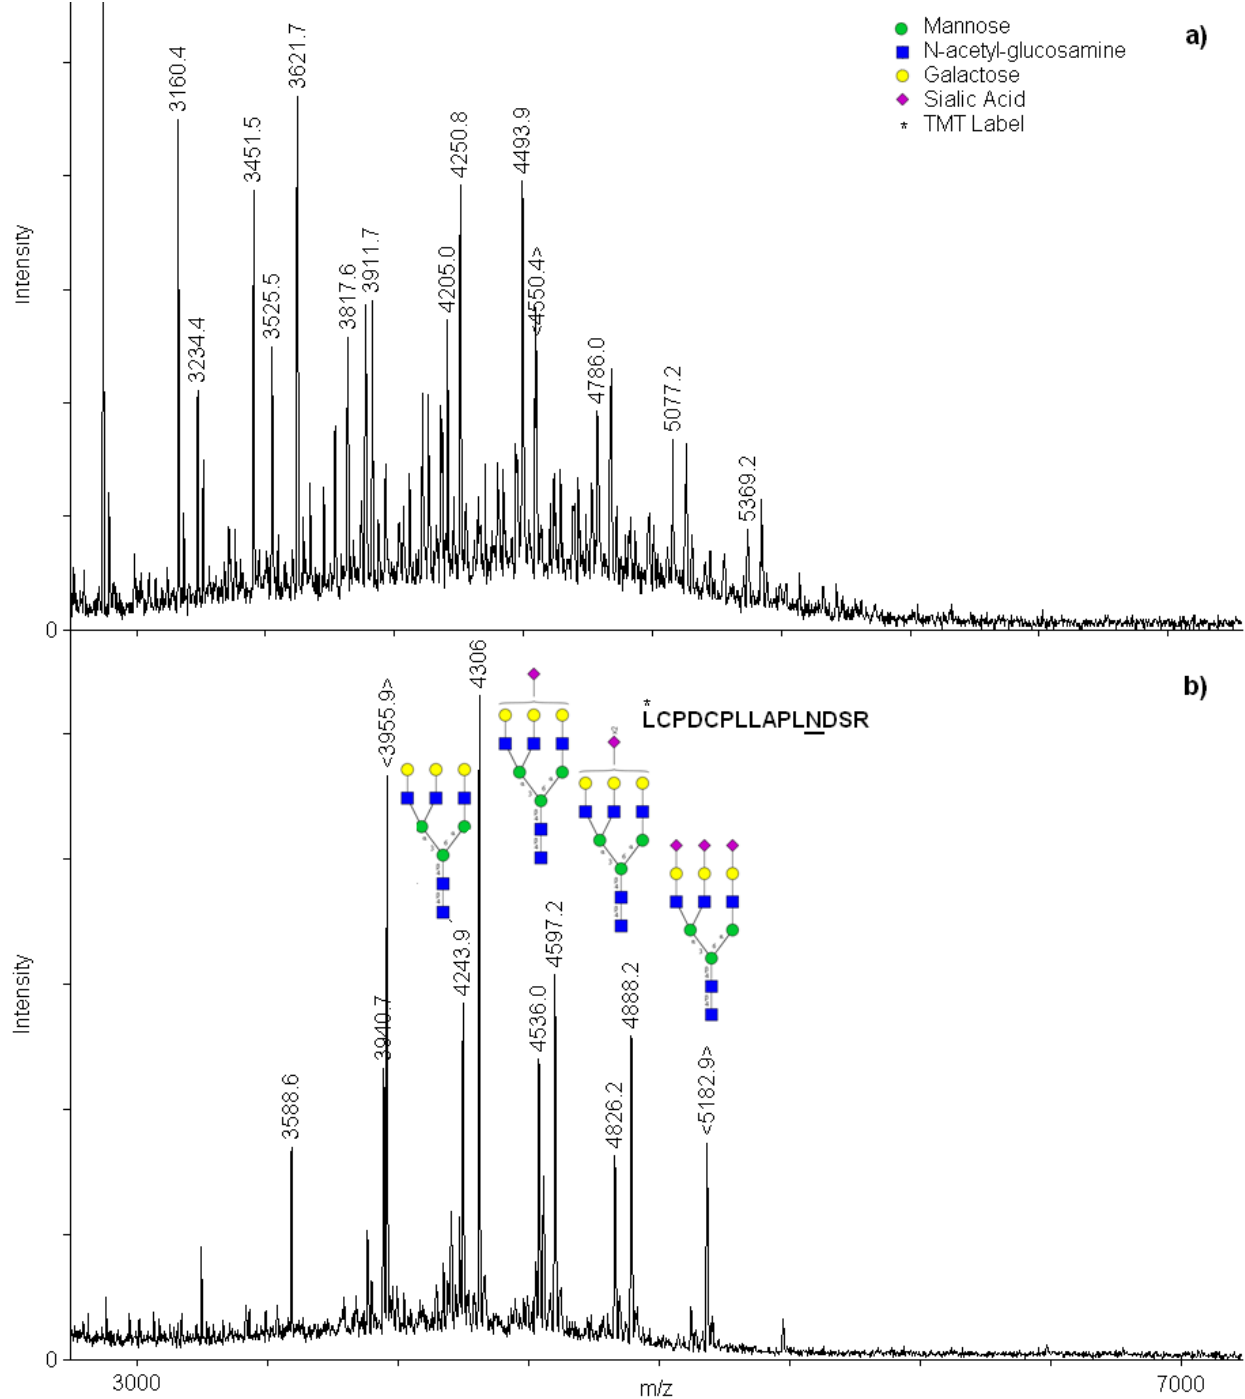 Mannose
N-acetyl-glucosamine
Galactose
Sialic Acid
* TMT Label
a)
3160.4
3234.4
3451.5
3525.5
3621.7
3817.6
3911.7
4205.0
4250.8
4493.9
<4550.4>
4786.0
5077.2
5369.2
Intensity
0
b)
*
LCPDCPLLAPLNDSR
3588.6
3940.7
<3955.9>
4243.9
4306
4536.0
4597.2
4826.2
4888.2
<5182.9>
Intensity
0
3000
m/z
7000